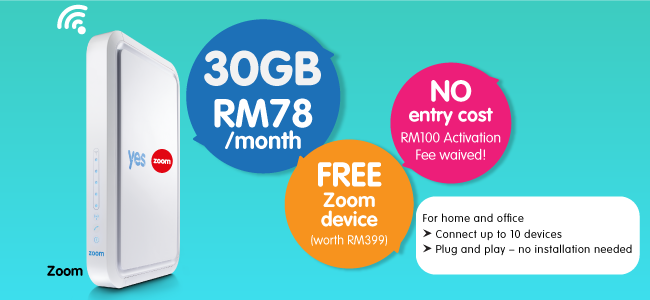 yes zoom
zoom
Zoom
30GB
RM78
/month
FREE
Zoom
device
(worth RM399)
NO
entry cost
RM100 Activation
Fee waived!
For home and office
➤ Connect up to 10 devices
➤ Plug and play – no installation needed